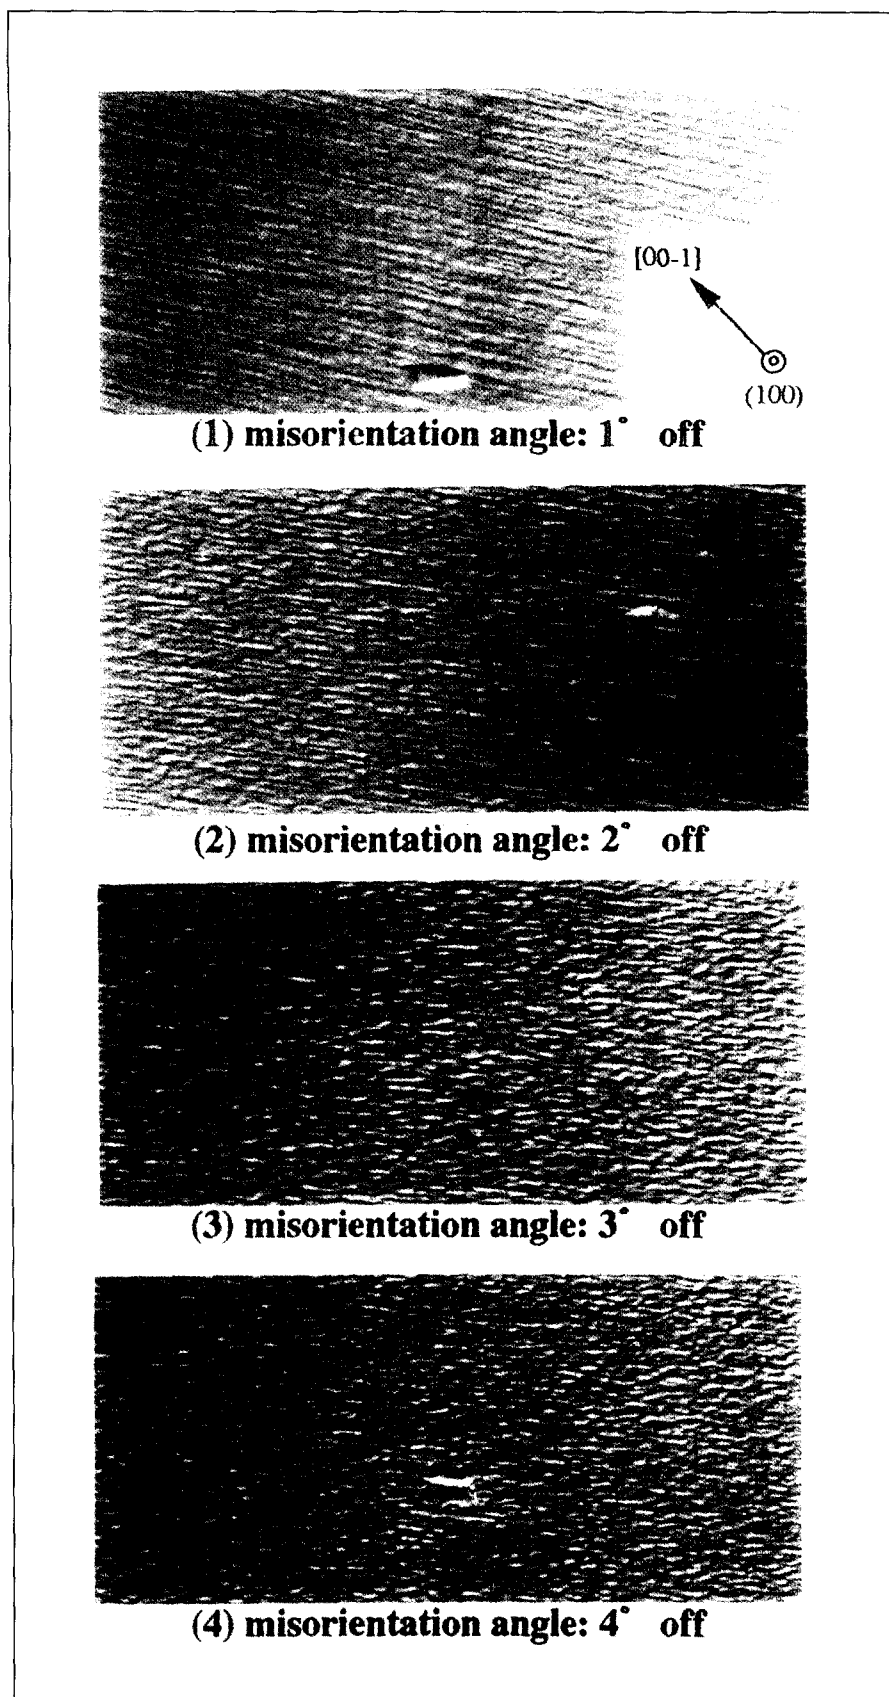 [00-1]
(100)
(1) misorientation angle: 1° off
(2) misorientation angle: 2° off
(3) misorientation angle: 3° off
(4) misorientation angle: 4° off